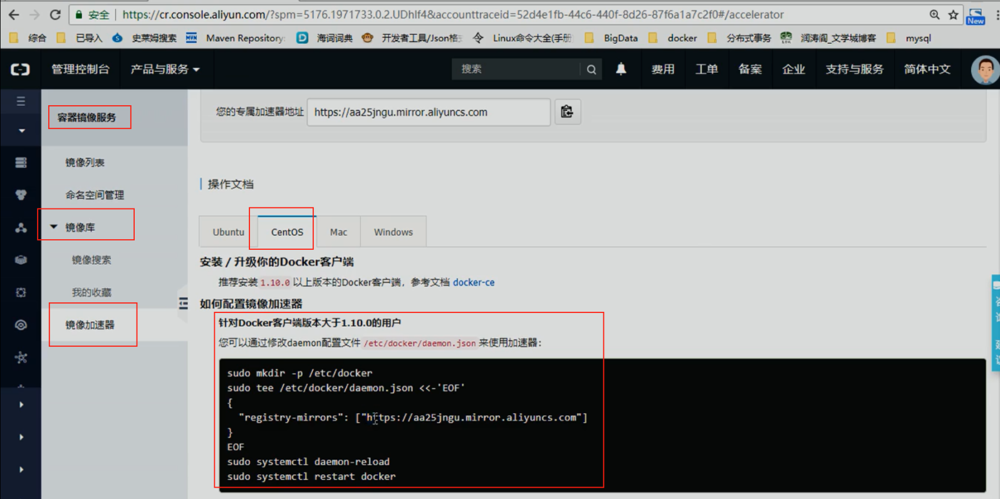 安全 https://cr.console.aliyun.com/?spm=5176.1971733.0.2.UDhlf4&accounttraceid=52d4e1fb-44c6-440f-8d26-87f6a1a7c2f0#/accelerator
New
综合 已导入 史莱姆搜索 Maven Repository: 海词词典 开发者工具/Json格 Linux命令大全(手册 BigData docker 分布式事务 润涛阎_文学城博客 mysql
管理控制台 产品与服务 搜索 费用 工单 备案 企业 支持与服务 简体中文
容器镜像服务
镜像列表
命名空间管理
镜像库
镜像搜索
我的收藏
镜像加速器
您的专属加速器地址 https://aa25jngu.mirror.aliyuncs.com
操作文档
Ubuntu CentOS Mac Windows
安装 / 升级你的Docker客户端
推荐安装 1.10.0 以上版本的Docker客户端，参考文档 docker-ce
如何配置镜像加速器
针对Docker客户端版本大于1.10.0的用户
您可以通过修改daemon配置文件 /etc/docker/daemon.json 来使用加速器：
sudo mkdir -p /etc/docker
sudo tee /etc/docker/daemon.json <<-'EOF'
{
"registry-mirrors": ["https://aa25jngu.mirror.aliyuncs.com"]
}
EOF
sudo systemctl daemon-reload
sudo systemctl restart docker